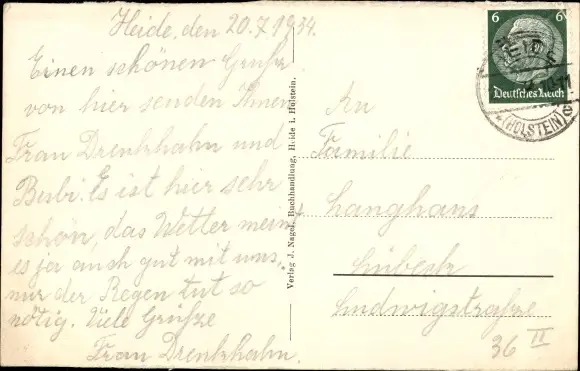 Heide, den 20.7.1934.
Einen schönen Gruß
von hier senden Ihnen
Frau Drenkhahn und
Bubi. Es ist hier sehr
schön, das Wetter meint
es ja auch gut mit uns,
nur der Regen tut so
nötig. Viele Grüße
Frau Drenkhahn.
Verlag J. Nagel, Buchhandlung, Heide i. Holstein.
6 6
Deutsches Reich
HEIDE
(HOLSTEIN)
An
Familie
Langhans
Lübeck
Ludwigstraße
36 II